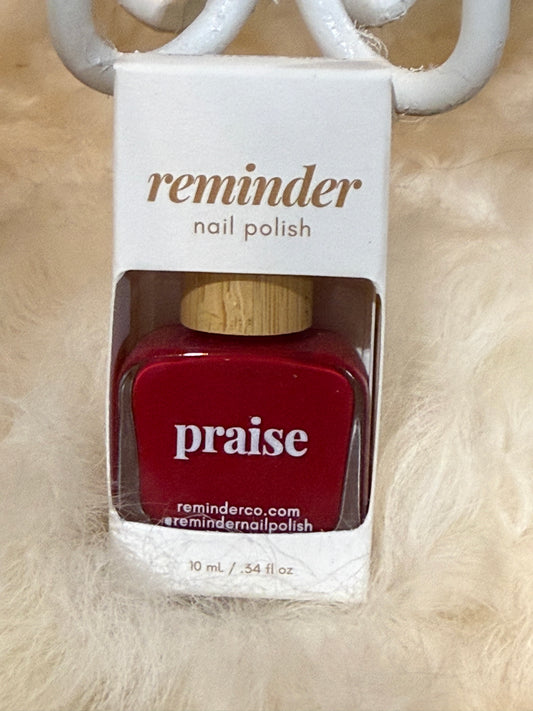 reminder
nail polish
praise
reminderco.com
@remindernailpolish
10 mL / .34 fl oz